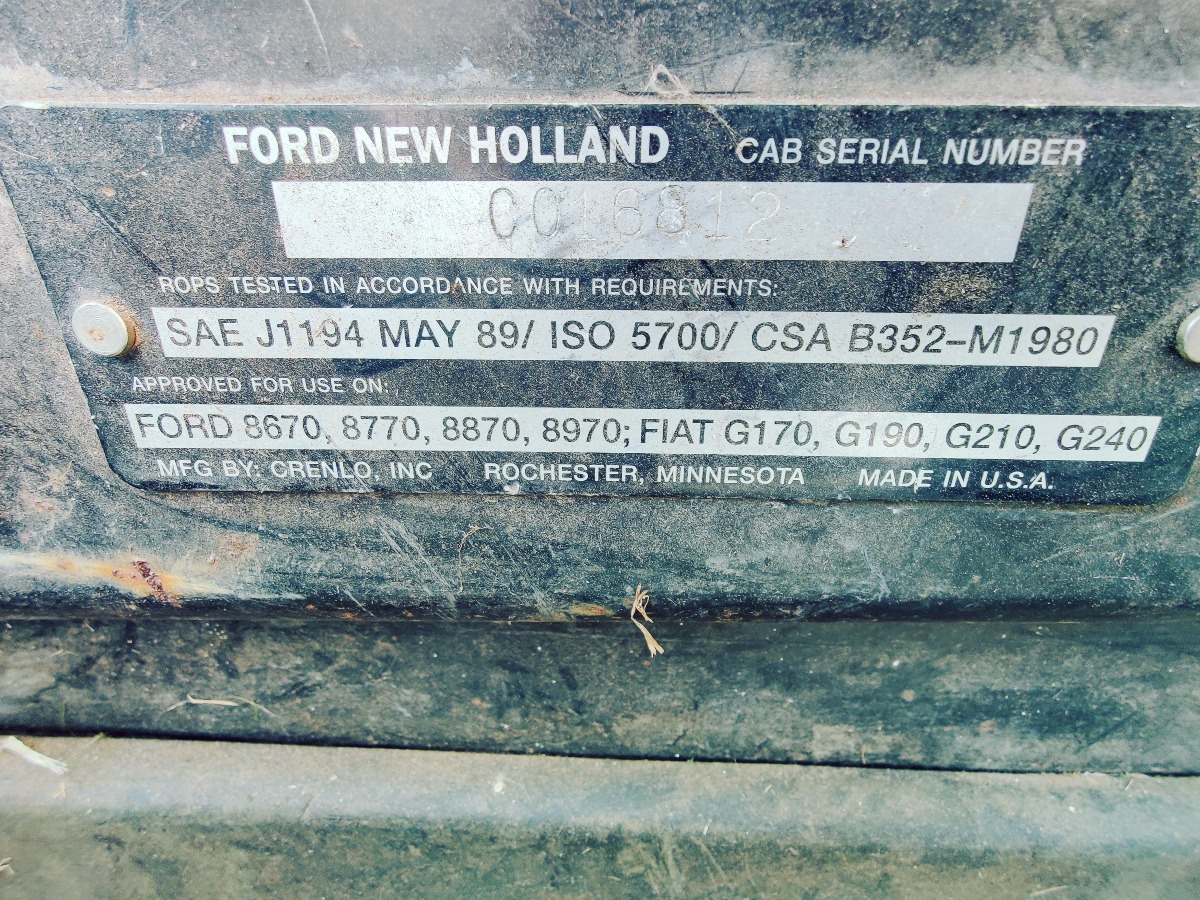 FORD NEW HOLLAND CAB SERIAL NUMBER
C016812
ROPS TESTED IN ACCORDANCE WITH REQUIREMENTS:
SAE J1194 MAY 89/ ISO 5700/ CSA B352-M1980
APPROVED FOR USE ON:
FORD 8670, 8770, 8870, 8970; FIAT G170, G190, G210, G240
MFG BY: CRENLO, INC ROCHESTER, MINNESOTA MADE IN U.S.A.